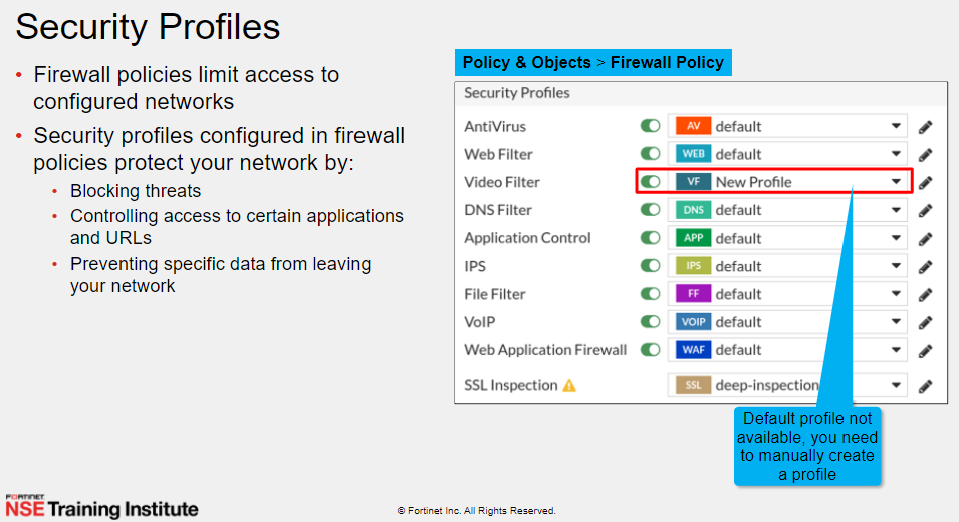 Security Profiles
• Firewall policies limit access to
configured networks
• Security profiles configured in firewall
policies protect your network by:
• Blocking threats
• Controlling access to certain applications
and URLs
• Preventing specific data from leaving
your network
Policy & Objects > Firewall Policy
Security Profiles
AntiVirus AV default
Web Filter WEB default
Video Filter VF New Profile
DNS Filter DNS default
Application Control APP default
IPS IPS default
File Filter FF default
VoIP VOIP default
Web Application Firewall WAF default
SSL Inspection SSL deep-inspection
Default profile not
available, you need
to manually create
a profile
FORTINET
NSE Training Institute
© Fortinet Inc. All Rights Reserved.